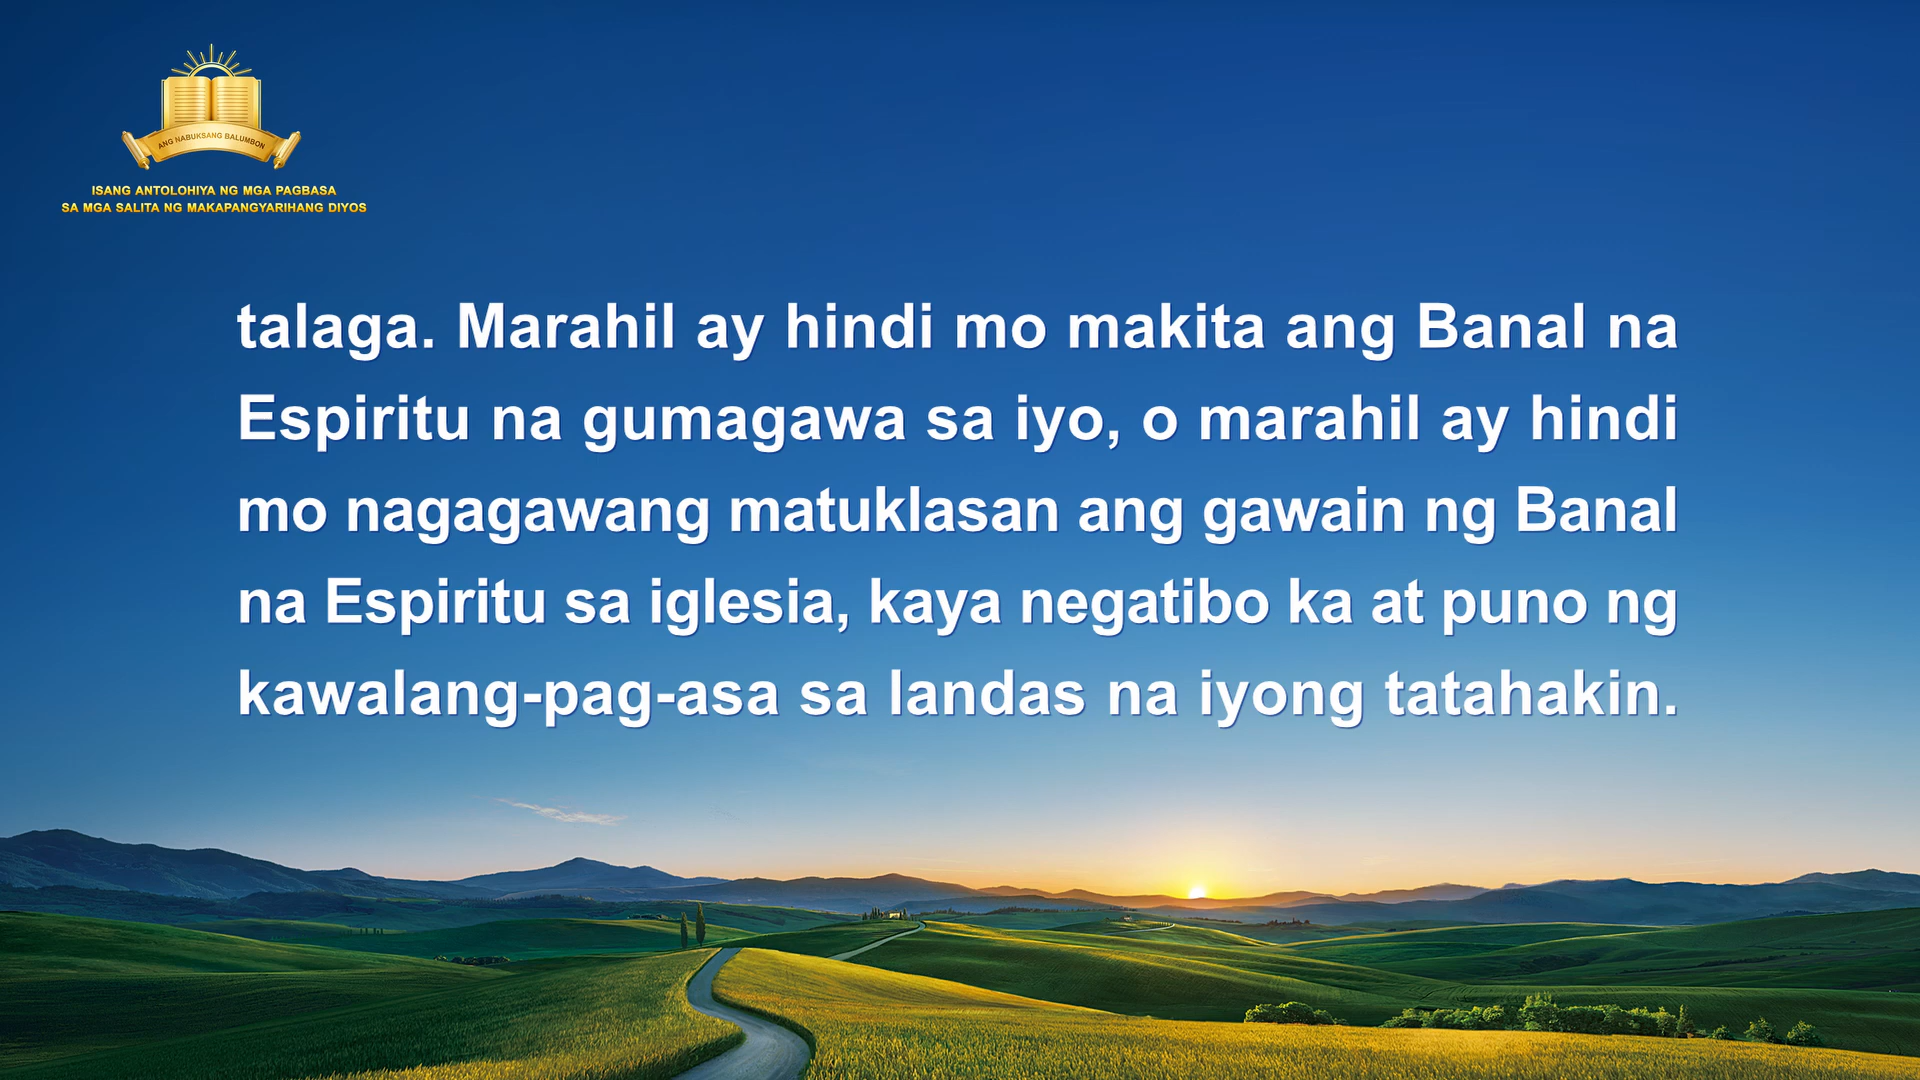 ANG NABUKSANG BALUMBON
ISANG ANTOLOHIYA NG MGA PAGBASA
SA MGA SALITA NG MAKAPANGYARIHANG DIYOS
talaga. Marahil ay hindi mo makita ang Banal na
Espiritu na gumagawa sa iyo, o marahil ay hindi
mo nagagawang matuklasan ang gawain ng Banal
na Espiritu sa iglesia, kaya negatibo ka at puno ng
kawalang-pag-asa sa landas na iyong tatahakin.